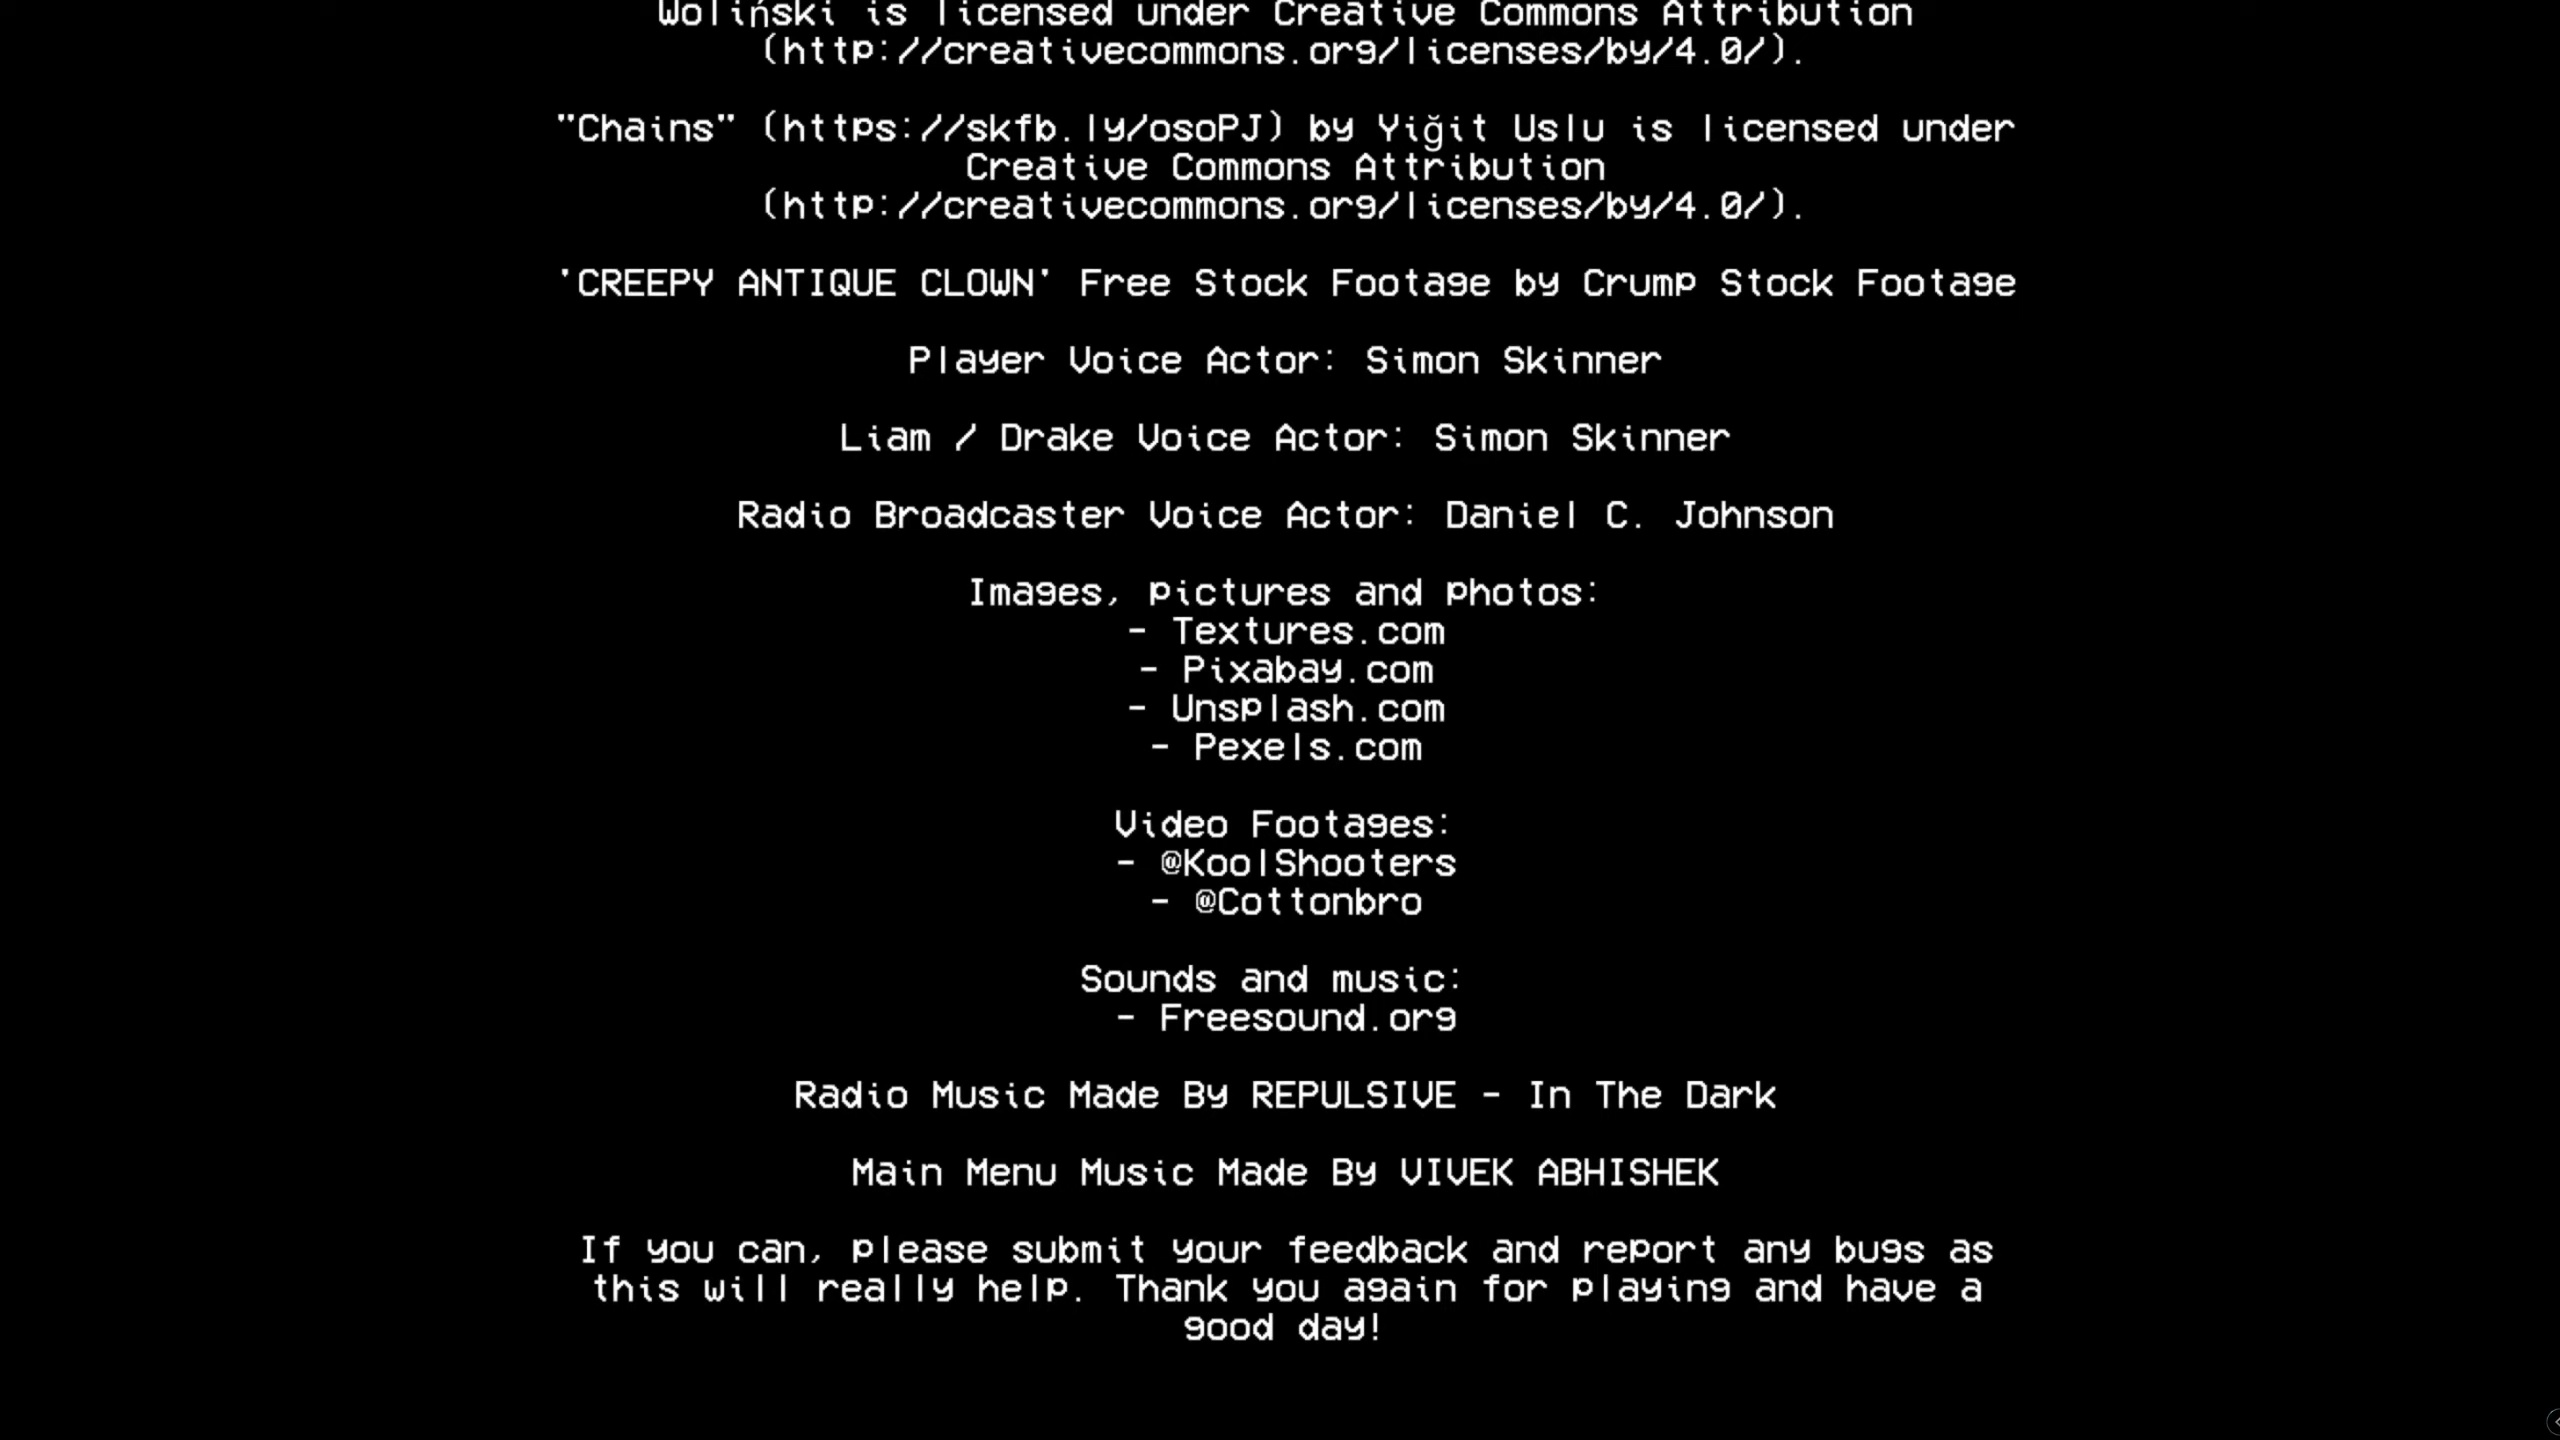 Woliński is licensed under Creative Commons Attribution
(http://creativecommons.org/licenses/by/4.0/).
"Chains" (https://skfb.ly/osoPJ) by Yiğit Uslu is licensed under
Creative Commons Attribution
(http://creativecommons.org/licenses/by/4.0/).
'CREEPY ANTIQUE CLOWN' Free Stock Footage by Crump Stock Footage
Player Voice Actor: Simon Skinner
Liam / Drake Voice Actor: Simon Skinner
Radio Broadcaster Voice Actor: Daniel C. Johnson
Images, pictures and photos:
- Textures.com
- Pixabay.com
- Unsplash.com
- Pexels.com
Video Footages:
- @KoolShooters
- @Cottonbro
Sounds and music:
- Freesound.org
Radio Music Made By REPULSIVE - In The Dark
Main Menu Music Made By VIVEK ABHISHEK
If you can, please submit your feedback and report any bugs as
this will really help. Thank you again for playing and have a
good day!